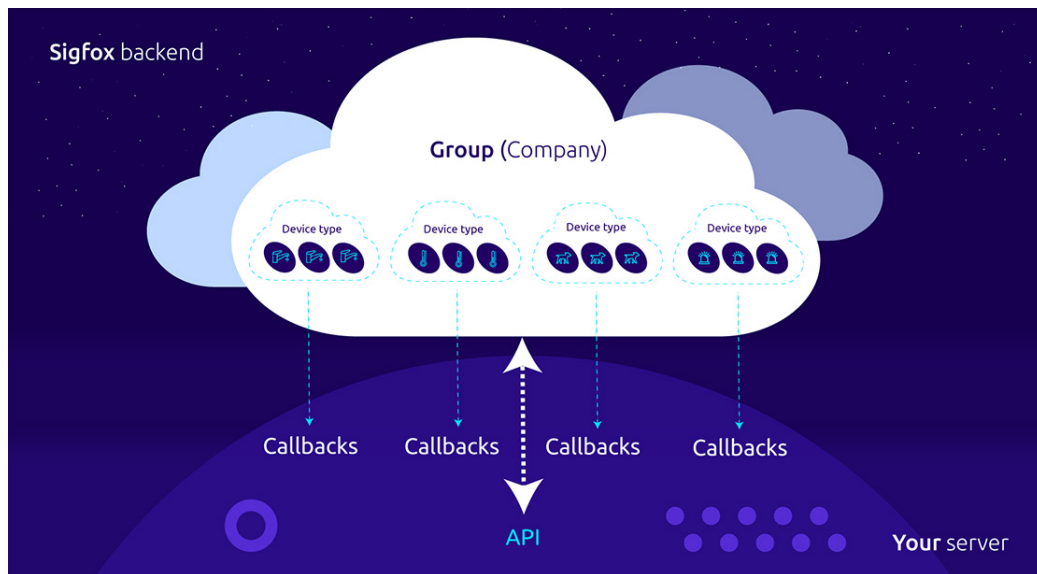 Sigfox backend
Group (Company)
Device type
Device type
Device type
Device type
Callbacks
Callbacks
Callbacks
Callbacks
API
Your server